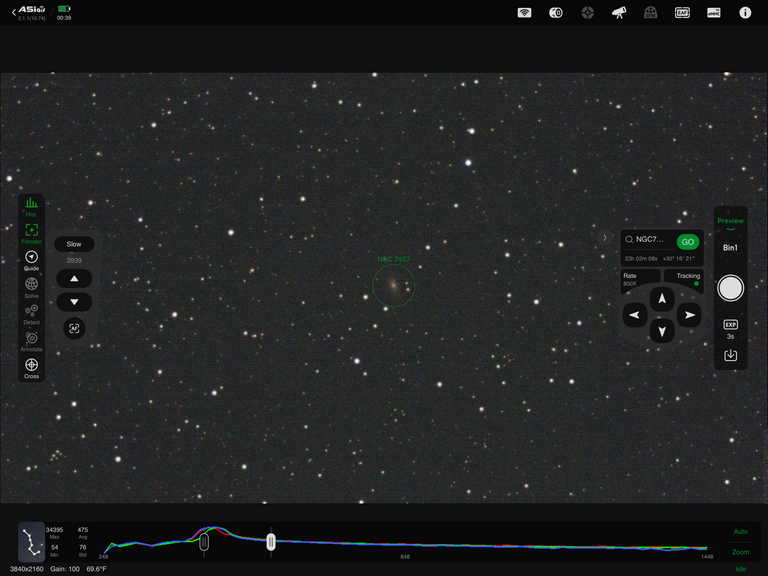 ASIAIR
2.1.1(10.74)
00:39
EAF
Hist.
Focuser
Guide
Solve
Detect
Annotate
Cross
Slow
3939
AF
NGC 7457
NGC7...
GO
23h 02m 08s +30° 16' 21"
Rate
800X
Tracking
Preview
Bin1
EXP
3s
34395
Max
475
Avg
54
Min
76
Std
248
848
1448
Auto
Zoom
Idle
3840x2160 Gain: 100 69.6°F